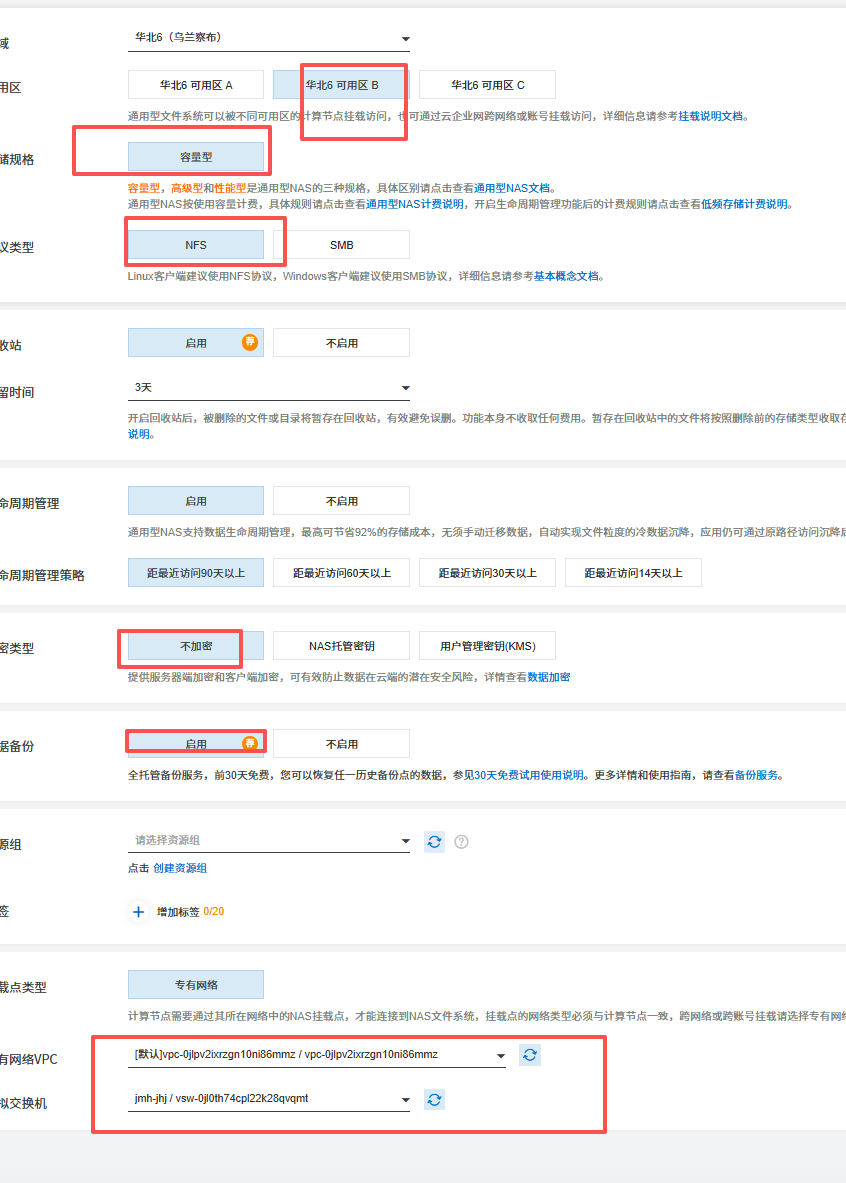 域
华北6（乌兰察布）
用区
华北6 可用区 A
华北6 可用区 B
华北6 可用区 C
通用型文件系统可以被不同可用区的计算节点挂载访问，也可通过云企业网跨网络或账号挂载访问，详细信息请参考挂载说明文档。
储规格
容量型
容量型，高级型和性能型是通用型NAS的三种规格，具体区别请点击查看通用型NAS文档。
通用型NAS按使用容量计费，具体规则请点击查看通用型NAS计费说明，开启生命周期管理功能后的计费规则请点击查看低频存储计费说明。
议类型
NFS
SMB
Linux客户端建议使用NFS协议，Windows客户端建议使用SMB协议，详细信息请参考基本概念文档。
收站
启用
荐
不启用
留时间
3天
开启回收站后，被删除的文件或目录将暂存在回收站，有效避免误删。功能本身不收取任何费用。暂存在回收站中的文件将按照删除前的存储类型收取存
说明。
命周期管理
启用
不启用
通用型NAS支持数据生命周期管理，最高可节省92%的存储成本，无须手动迁移数据，自动实现文件粒度的冷数据沉降，应用仍可通过原路径访问沉降后
命周期管理策略
距最近访问90天以上
距最近访问60天以上
距最近访问30天以上
距最近访问14天以上
密类型
不加密
NAS托管密钥
用户管理密钥(KMS)
提供服务器端加密和客户端加密，可有效防止数据在云端的潜在安全风险，详情查看数据加密
据备份
启用
荐
不启用
全托管备份服务，前30天免费，您可以恢复任一历史备份点的数据，参见30天免费试用使用说明。更多详情和使用指南，请查看备份服务。
源组
请选择资源组
点击 创建资源组
签
增加标签 0/20
载点类型
专有网络
计算节点需要通过其所在网络中的NAS挂载点，才能连接到NAS文件系统，挂载点的网络类型必须与计算节点一致，跨网络或跨账号挂载请选择专有网络
有网络VPC
[默认]vpc-0jlpv2ixrzgn10ni86mmz / vpc-0jlpv2ixrzgn10ni86mmz
拟交换机
jmh-jhj / vsw-0jl0th74cpl22k28qvqmt